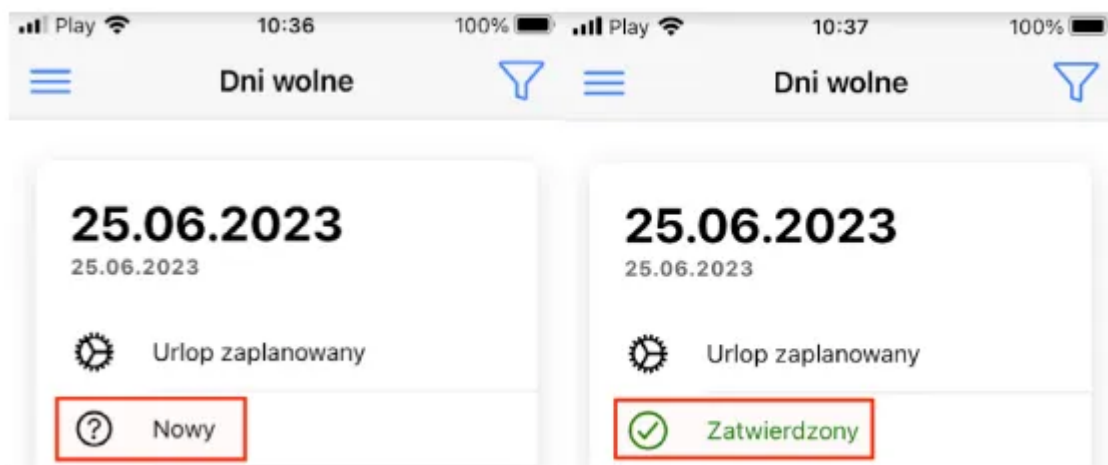 Play 10:36 100%
Dni wolne
25.06.2023
25.06.2023
Urlop zaplanowany
Nowy
Play 10:37 100%
Dni wolne
25.06.2023
25.06.2023
Urlop zaplanowany
Zatwierdzony